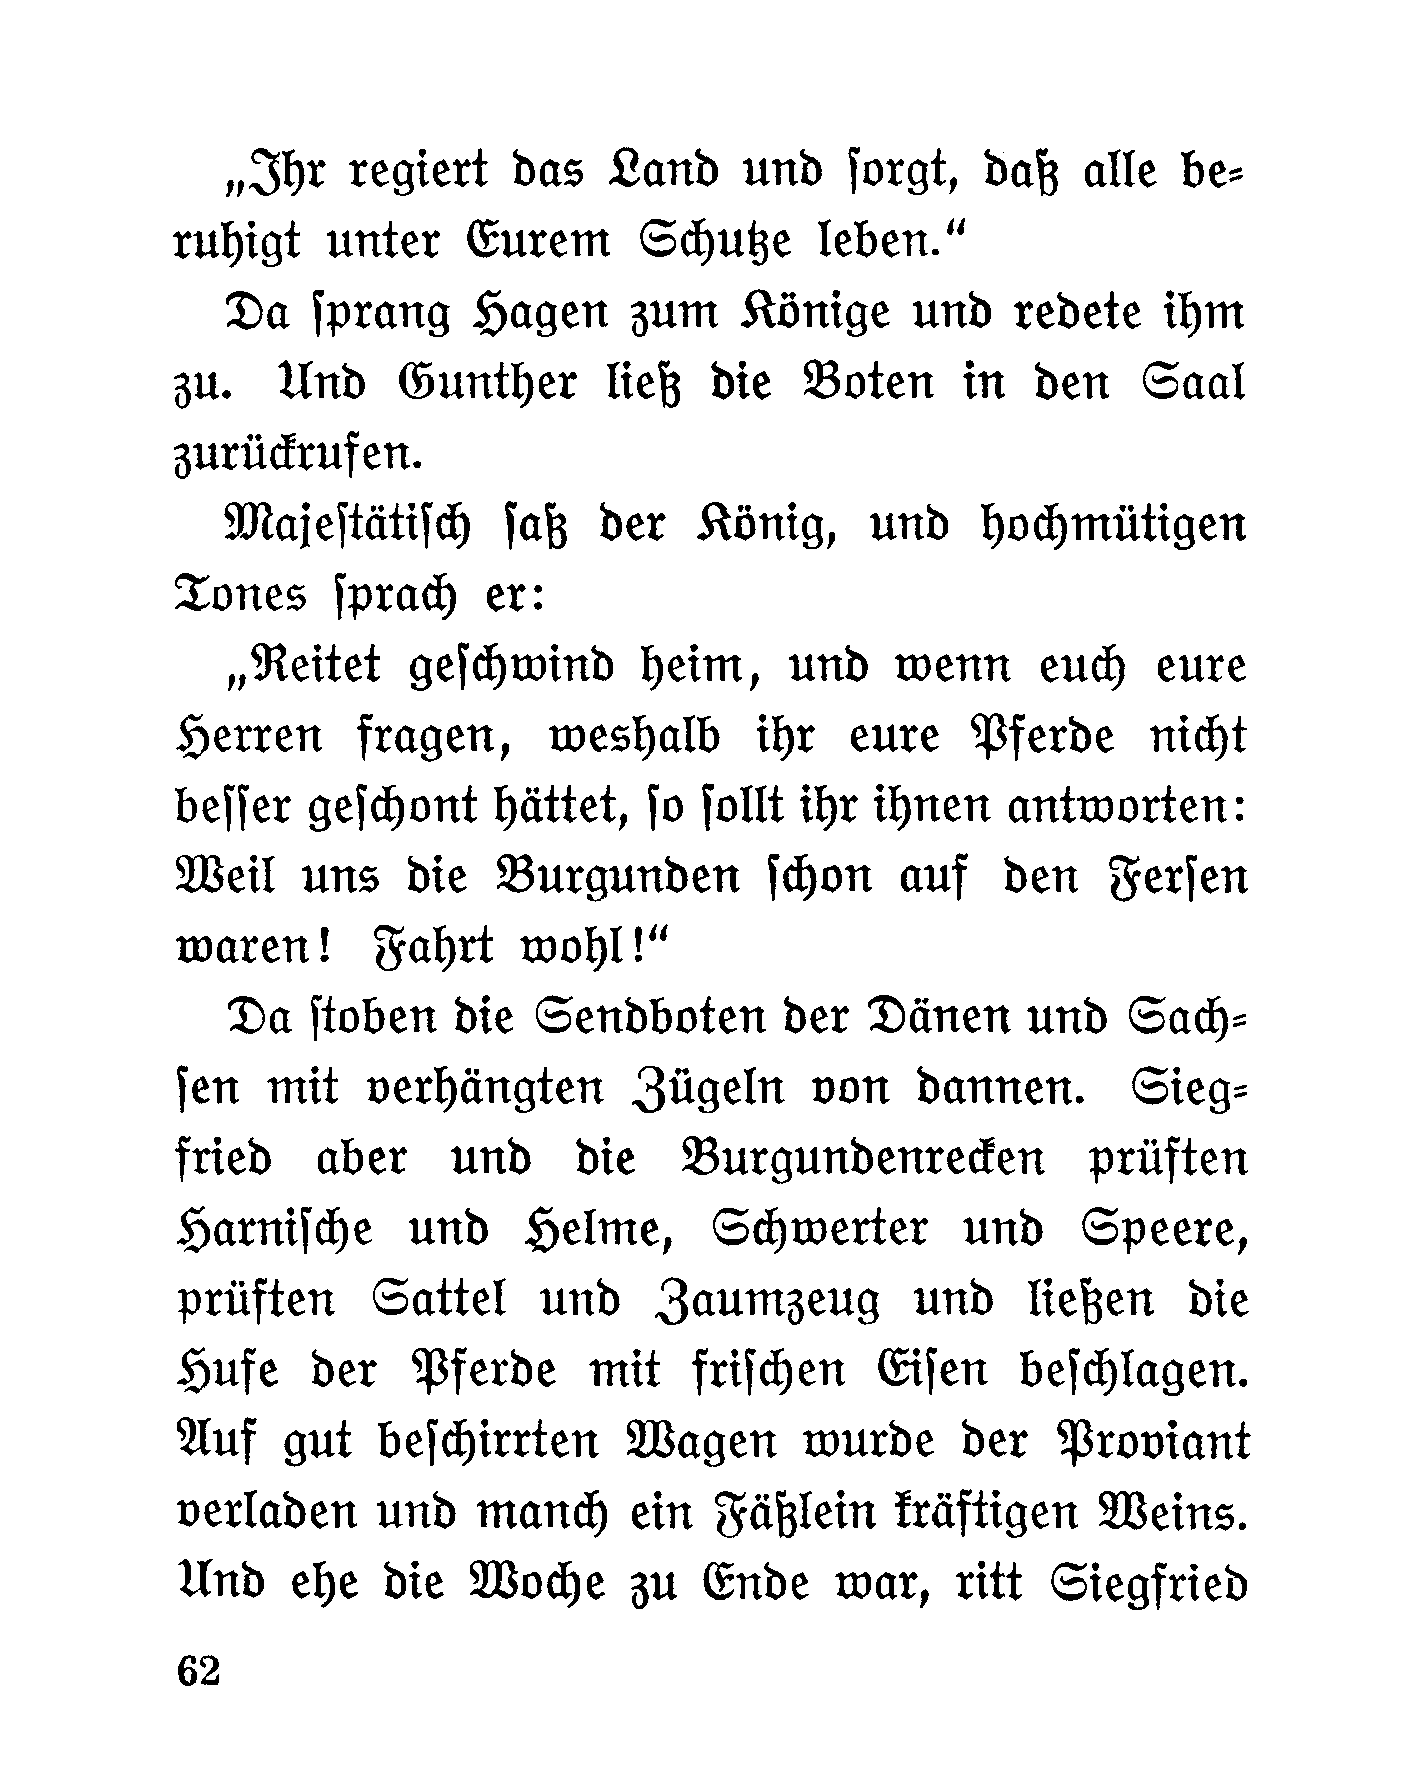 „Ihr regiert das Land und ſorgt, daß alle be⸗
ruhigt unter Eurem Schutze leben.“
Da ſprang Hagen zum Könige und redete ihm
zu. Und Gunther ließ die Boten in den Saal
zurückrufen.
Majeſtätiſch ſaß der König, und hochmütigen
Tones ſprach er:
„Reitet geſchwind heim, und wenn euch eure
Herren fragen, weshalb ihr eure Pferde nicht
beſſer geſchont hättet, ſo ſollt ihr ihnen antworten:
Weil uns die Burgunden ſchon auf den Ferſen
waren! Fahrt wohl!“
Da ſtoben die Sendboten der Dänen und Sach⸗
ſen mit verhängten Zügeln von dannen. Sieg⸗
fried aber und die Burgundenrecken prüften
Harniſche und Helme, Schwerter und Speere,
prüften Sattel und Zaumzeug und ließen die
Hufe der Pferde mit friſchen Eiſen beſchlagen.
Auf gut beſchirrten Wagen wurde der Proviant
verladen und manch ein Fäßlein kräftigen Weins.
Und ehe die Woche zu Ende war, ritt Siegfried
62